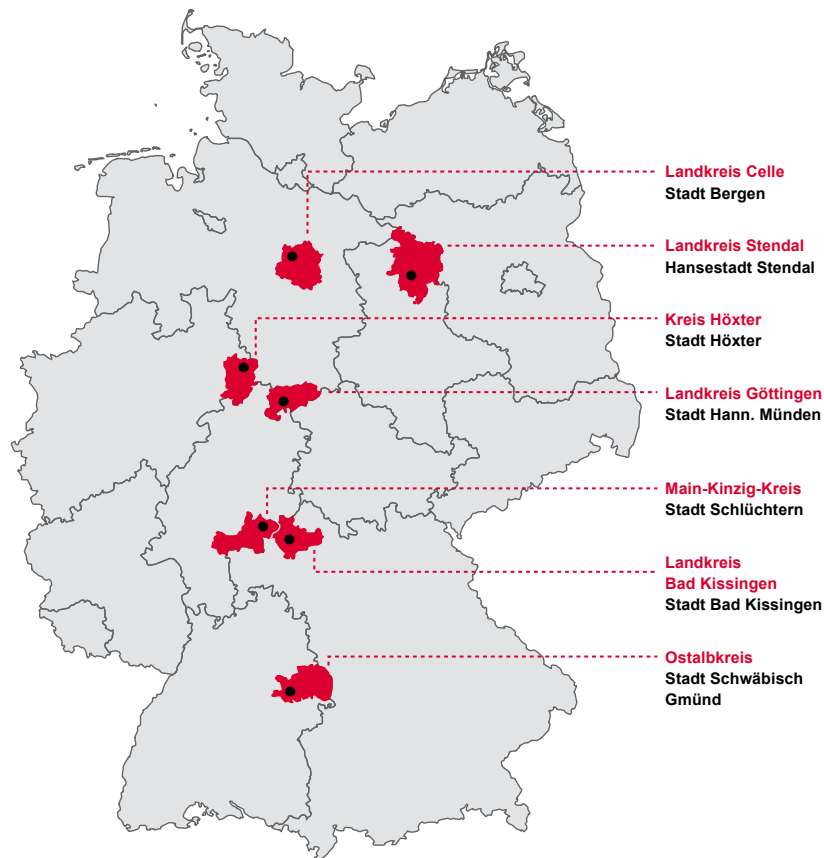 Landkreis Celle
Stadt Bergen
Landkreis Stendal
Hansestadt Stendal
Kreis Höxter
Stadt Höxter
Landkreis Göttingen
Stadt Hann. Münden
Main-Kinzig-Kreis
Stadt Schlüchtern
Landkreis
Bad Kissingen
Stadt Bad Kissingen
Ostalbkreis
Stadt Schwäbisch
Gmünd